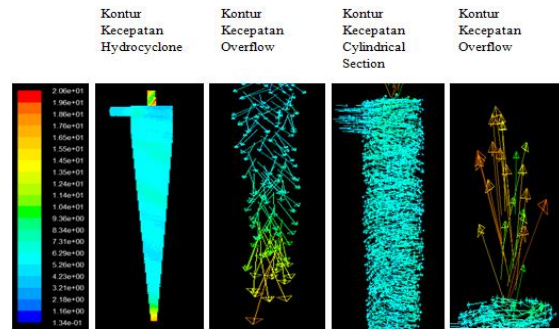 Kontur
Kecepatan
Hydrocyclone
Kontur
Kecepatan
Overflow
Kontur
Kecepatan
Cylindrical
Section
Kontur
Kecepatan
Overflow
2.06e+01
1.96e+01
1.86e+01
1.76e+01
1.65e+01
1.55e+01
1.45e+01
1.34e+01
1.24e+01
1.14e+01
1.04e+01
9.36e+00
8.34e+00
7.31e+00
6.28e+00
5.26e+00
4.23e+00
3.21e+00
2.18e+00
1.16e+00
1.34e-01